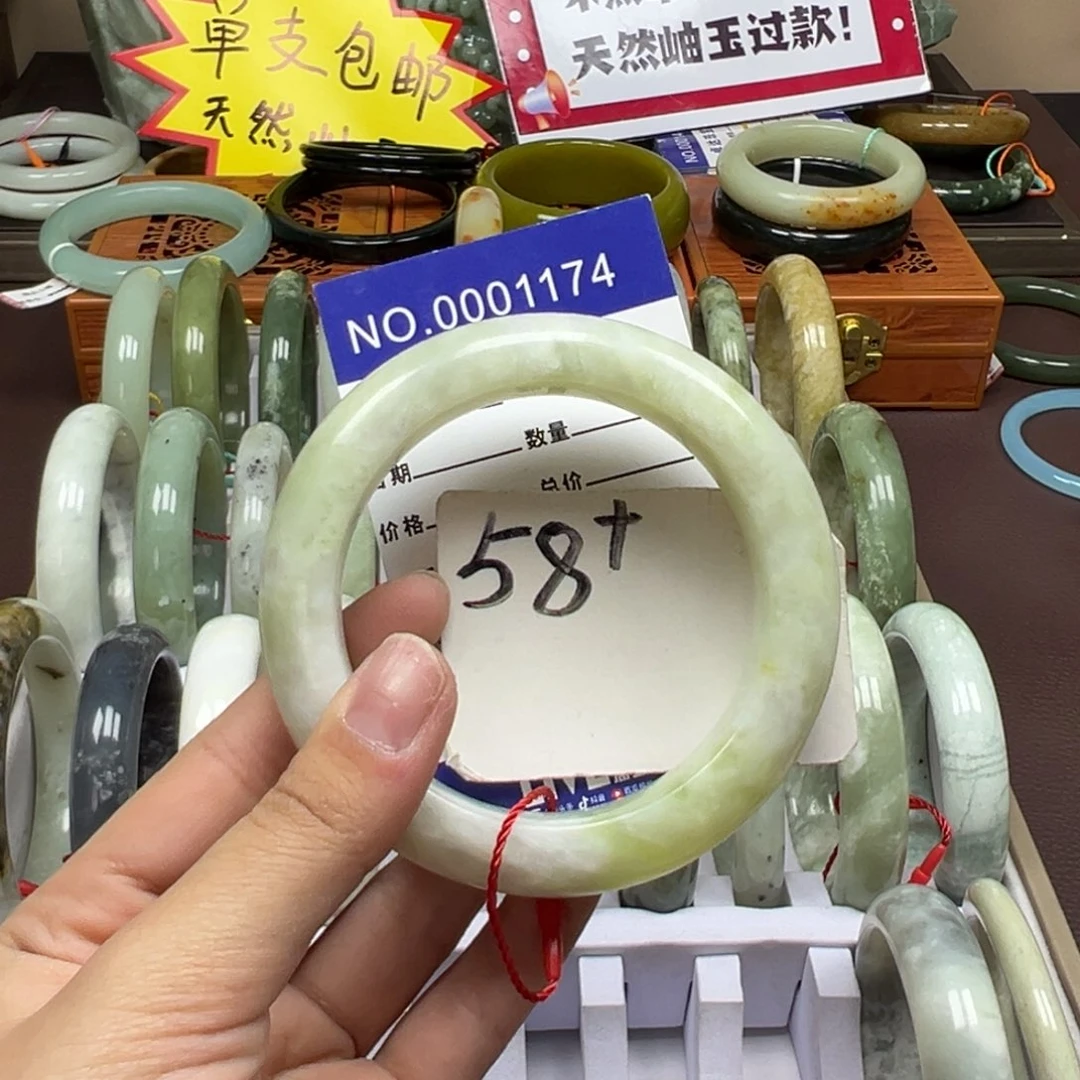 单支包邮
天然
天然岫玉过款!
NO.0001174
数量
期
总价
价格
58+